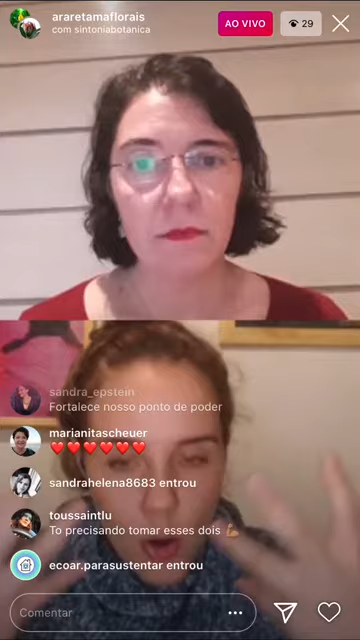 araretamaflorais
com sintoniabotanica
AO VIVO
29
sandra_epstein
Fortalece nosso ponto de poder
marianitascheuer
❤️❤️❤️❤️❤️❤️
sandrahelena8683 entrou
toussaintlu
To precisando tomar esses dois 💪🏽
ecoar.parasustentar entrou
Comentar